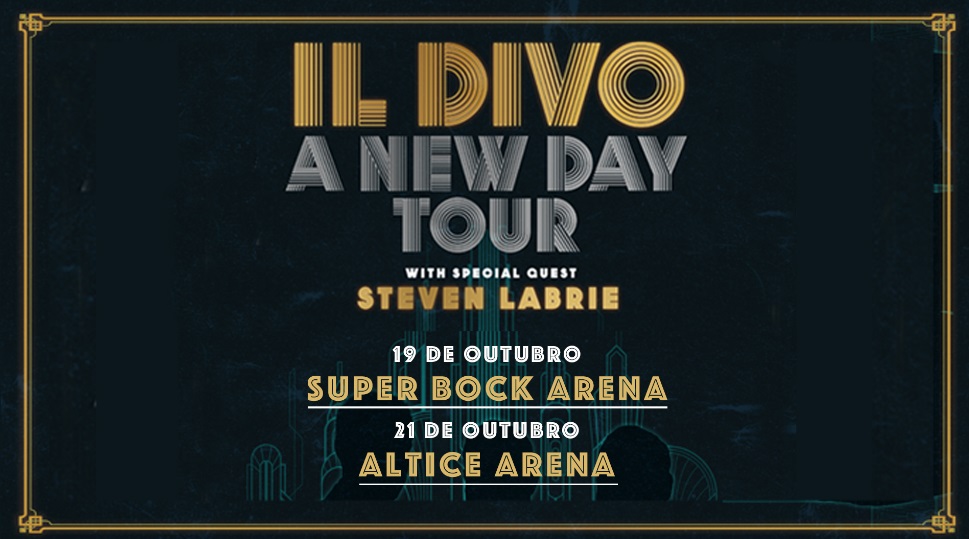 IL DIVO
A NEW DAY
TOUR
WITH SPECIAL GUEST
STEVEN LABRIE
19 DE OUTUBRO
SUPER BOCK ARENA
21 DE OUTUBRO
ALTICE ARENA